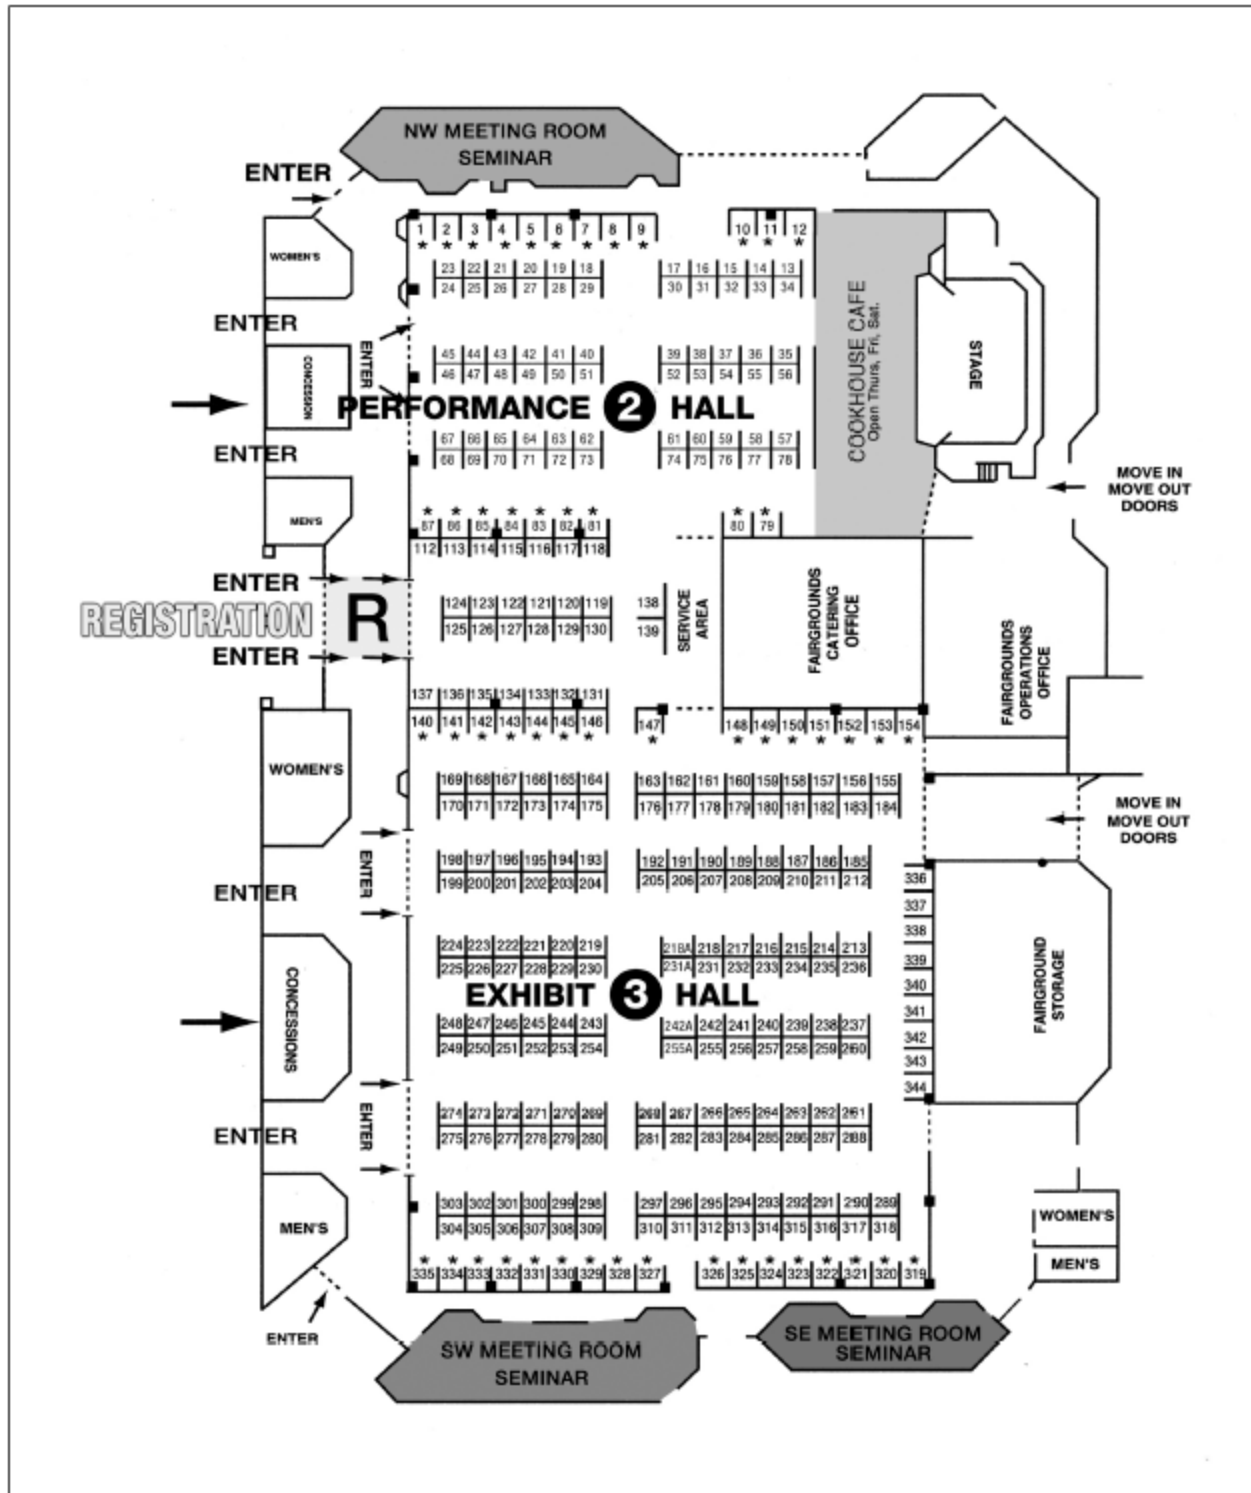 NW MEETING ROOM
SEMINAR
ENTER
WOMEN'S
1 2 3 4 5 6 7 8 9 10 11 12
* * * * * * * * * * * *
23 22 21 20 19 18 17 16 15 14 13
24 25 26 27 28 29 30 31 32 33 34
COOKHOUSE CAFE
Open Thurs, Fri, Sat.
STAGE
ENTER
ENTER
CONCESSION
45 44 43 42 41 40 39 38 37 36 35
46 47 48 49 50 51 52 53 54 55 56
PERFORMANCE 2 HALL
ENTER
67 66 65 64 63 62 61 60 59 58 57
68 69 70 71 72 73 74 75 76 77 78
MOVE IN
MOVE OUT
DOORS
MEN'S
* * * * * * * * *
87 86 85 84 83 82 81 80 79
112 113 114 115 116 117 118
ENTER
REGISTRATION
R
ENTER
124 123 122 121 120 119 138
125 126 127 128 129 130 139
SERVICE
AREA
FAIRGROUNDS
CATERING
OFFICE
FAIRGROUNDS
OPERATIONS
OFFICE
137 136 135 134 133 132 131
140 141 142 143 144 145 146 147 148 149 150 151 152 153 154
* * * * * * * * * * * * * * *
WOMEN'S
169 168 167 166 165 164 163 162 161 160 159 158 157 156 155
170 171 172 173 174 175 176 177 178 179 180 181 182 183 184
MOVE IN
MOVE OUT
DOORS
198 197 196 195 194 193 192 191 190 189 188 187 186 185
199 200 201 202 203 204 205 206 207 208 209 210 211 212
ENTER
ENTER
336
337
338
339
340
341
342
343
344
FAIRGROUND
STORAGE
224 223 222 221 220 219 218A 218 217 216 215 214 213
225 226 227 228 229 230 231A 231 232 233 234 235 236
EXHIBIT 3 HALL
CONCESSIONS
248 247 246 245 244 243 242A 242 241 240 239 238 237
249 250 251 252 253 254 255A 255 256 257 258 259 260
ENTER
ENTER
274 273 272 271 270 269 268 267 266 265 264 263 262 261
275 276 277 278 279 280 281 282 283 284 285 286 287 288
303 302 301 300 299 298 297 296 295 294 293 292 291 290 289
304 305 306 307 308 309 310 311 312 313 314 315 316 317 318
MEN'S
WOMEN'S
MEN'S
* * * * * * * * * * * * * * * * *
335 334 333 332 331 330 329 328 327 326 325 324 323 322 321 320 319
ENTER
SW MEETING ROOM
SEMINAR
SE MEETING ROOM
SEMINAR